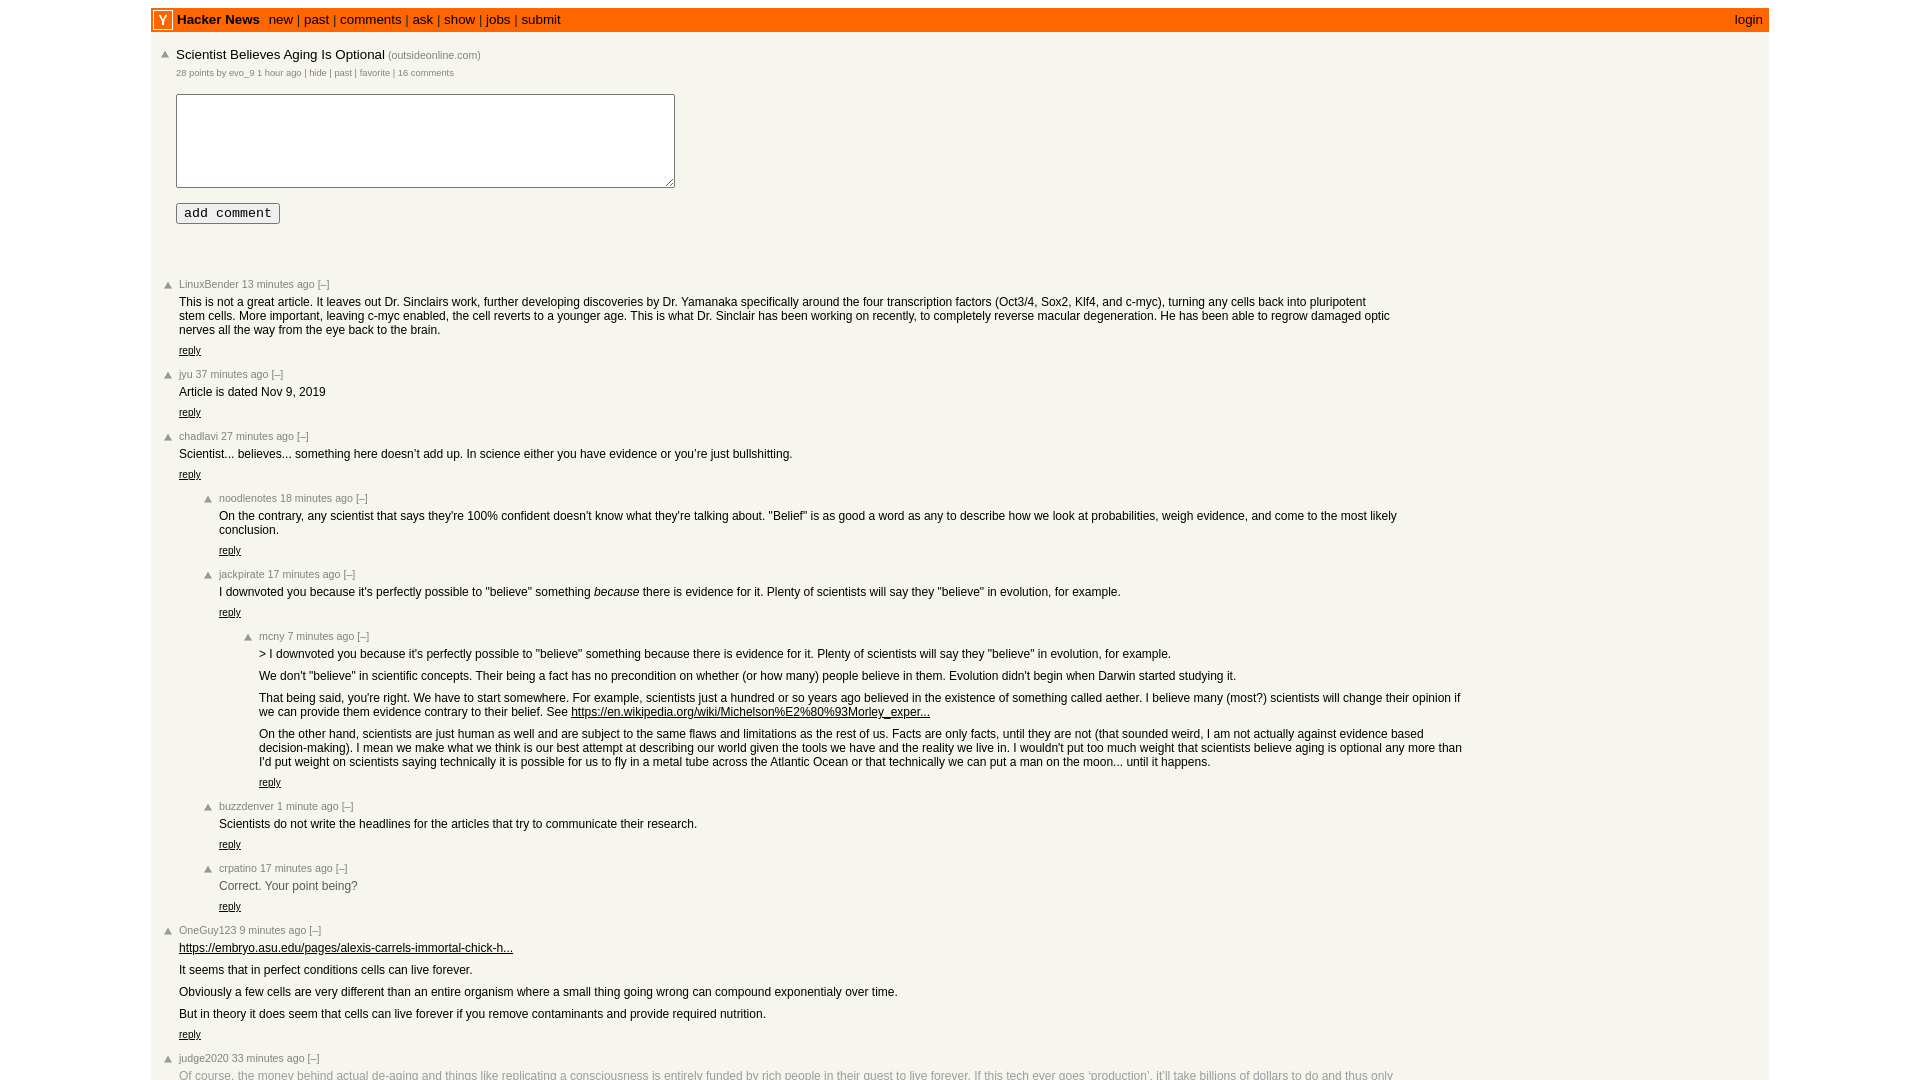 Y Hacker News new | past | comments | ask | show | jobs | submit login
Scientist Believes Aging Is Optional (outsideonline.com)
28 points by evo_9 1 hour ago | hide | past | favorite | 16 comments
add comment
LinuxBender 13 minutes ago [–]
This is not a great article. It leaves out Dr. Sinclairs work, further developing discoveries by Dr. Yamanaka specifically around the four transcription factors (Oct3/4, Sox2, Klf4, and c-myc), turning any cells back into pluripotent
stem cells. More important, leaving c-myc enabled, the cell reverts to a younger age. This is what Dr. Sinclair has been working on recently, to completely reverse macular degeneration. He has been able to regrow damaged optic
nerves all the way from the eye back to the brain.
reply
jyu 37 minutes ago [–]
Article is dated Nov 9, 2019
reply
chadlavi 27 minutes ago [–]
Scientist... believes... something here doesn’t add up. In science either you have evidence or you’re just bullshitting.
reply
noodlenotes 18 minutes ago [–]
On the contrary, any scientist that says they're 100% confident doesn't know what they're talking about. "Belief" is as good a word as any to describe how we look at probabilities, weigh evidence, and come to the most likely
conclusion.
reply
jackpirate 17 minutes ago [–]
I downvoted you because it's perfectly possible to "believe" something because there is evidence for it. Plenty of scientists will say they "believe" in evolution, for example.
reply
mcny 7 minutes ago [–]
> I downvoted you because it's perfectly possible to "believe" something because there is evidence for it. Plenty of scientists will say they "believe" in evolution, for example.
We don't "believe" in scientific concepts. Their being a fact has no precondition on whether (or how many) people believe in them. Evolution didn't begin when Darwin started studying it.
That being said, you're right. We have to start somewhere. For example, scientists just a hundred or so years ago believed in the existence of something called aether. I believe many (most?) scientists will change their opinion if
we can provide them evidence contrary to their belief. See https://en.wikipedia.org/wiki/Michelson%E2%80%93Morley_exper...
On the other hand, scientists are just human as well and are subject to the same flaws and limitations as the rest of us. Facts are only facts, until they are not (that sounded weird, I am not actually against evidence based
decision-making). I mean we make what we think is our best attempt at describing our world given the tools we have and the reality we live in. I wouldn't put too much weight that scientists believe aging is optional any more than
I'd put weight on scientists saying technically it is possible for us to fly in a metal tube across the Atlantic Ocean or that technically we can put a man on the moon... until it happens.
reply
buzzdenver 1 minute ago [–]
Scientists do not write the headlines for the articles that try to communicate their research.
reply
crpatino 17 minutes ago [–]
Correct. Your point being?
reply
OneGuy123 9 minutes ago [–]
https://embryo.asu.edu/pages/alexis-carrels-immortal-chick-h...
It seems that in perfect conditions cells can live forever.
Obviously a few cells are very different than an entire organism where a small thing going wrong can compound exponentialy over time.
But in theory it does seem that cells can live forever if you remove contaminants and provide required nutrition.
reply
judge2020 33 minutes ago [–]
Of course, the money behind actual de-aging and things like replicating a consciousness is entirely funded by rich people in their quest to live forever. If this tech ever goes ‘production’, it’ll take billions of dollars to do and thus only